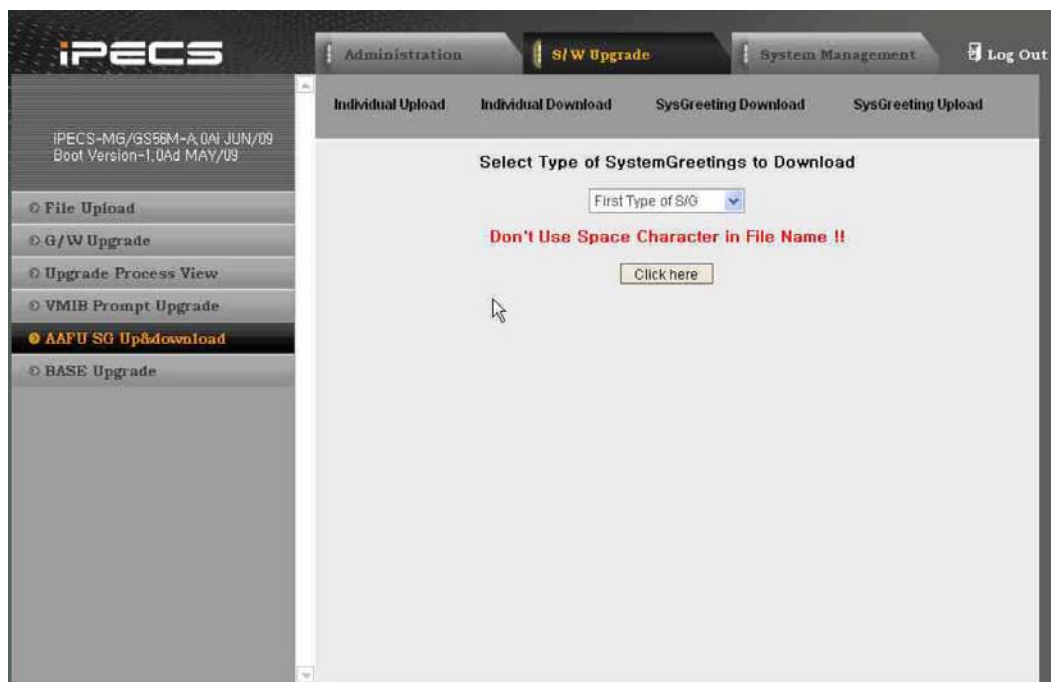 iPECS
Administration
S/W Upgrade
System Management
Log Out
Individual Upload
Individual Download
SysGreeting Download
SysGreeting Upload
iPECS-MG/GS56M-A.0Ai JUN/09
Boot Version-1.0Ad MAY/09
File Upload
G/W Upgrade
Upgrade Process View
VMIB Prompt Upgrade
AAFU SG Up&download
BASE Upgrade
Select Type of SystemGreetings to Download
First Type of S/G
Don't Use Space Character in File Name !!
Click here